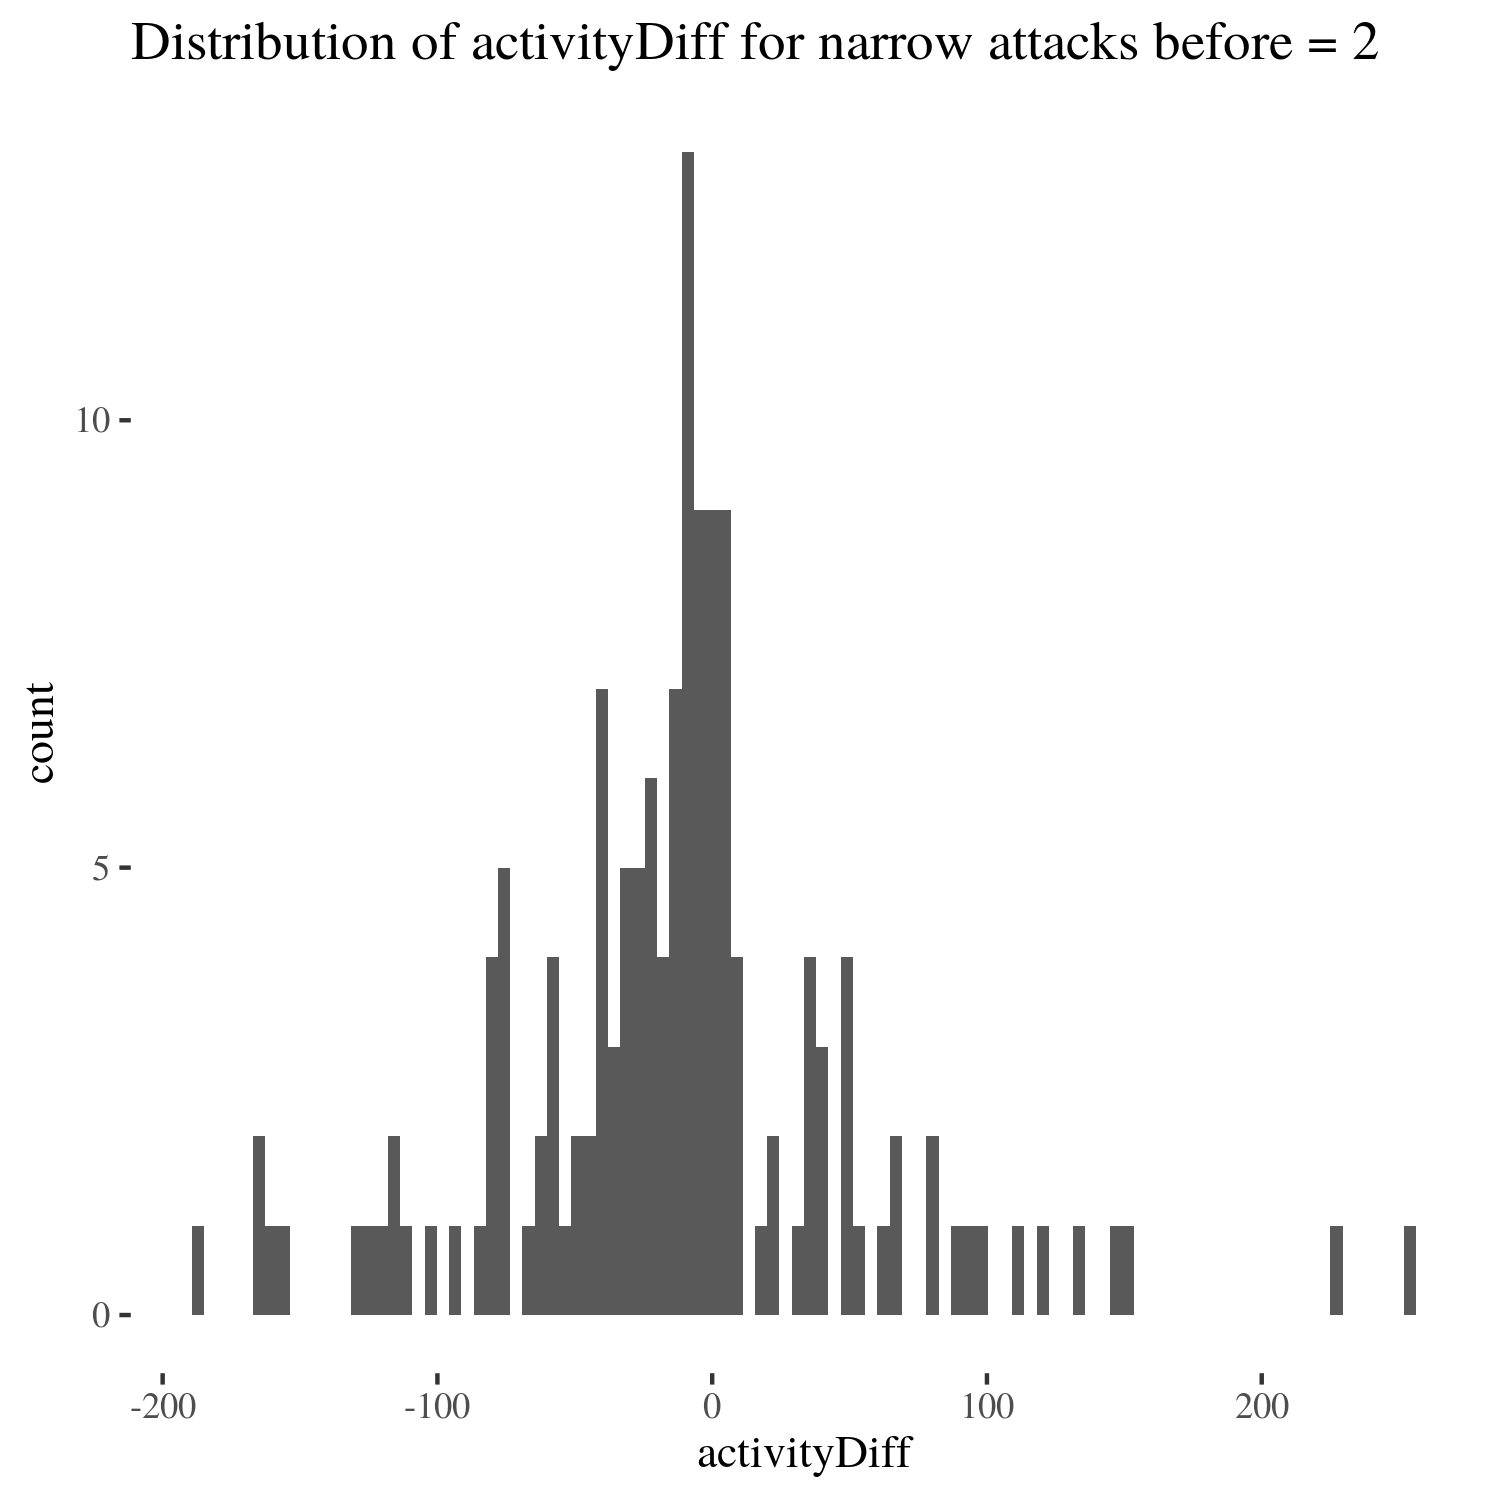 Distribution of activityDiff for narrow attacks before = 2
10
5
0
count
-200
-100
0
100
200
activityDiff